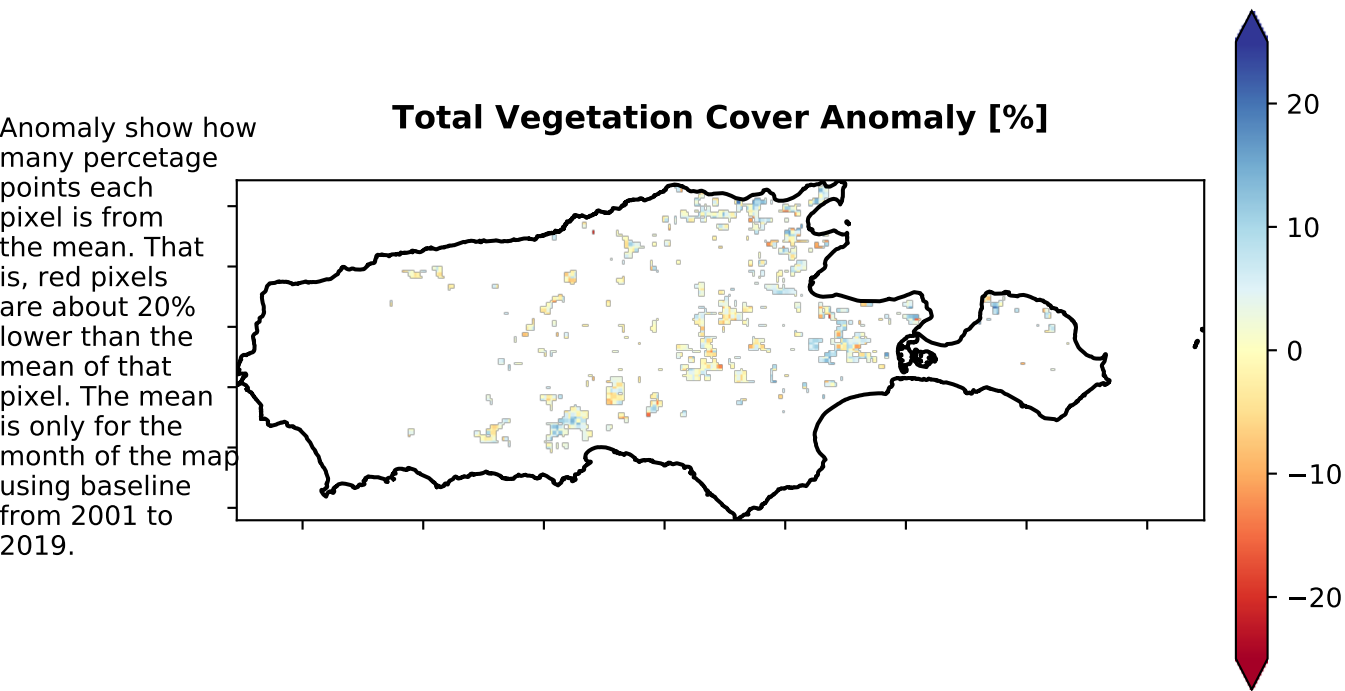 Total Vegetation Cover Anomaly [%]
Anomaly show how
many percetage
points each
pixel is from
the mean. That
is, red pixels
are about 20%
lower than the
mean of that
pixel. The mean
is only for the
month of the map
using baseline
from 2001 to
2019.
20
10
0
−10
−20